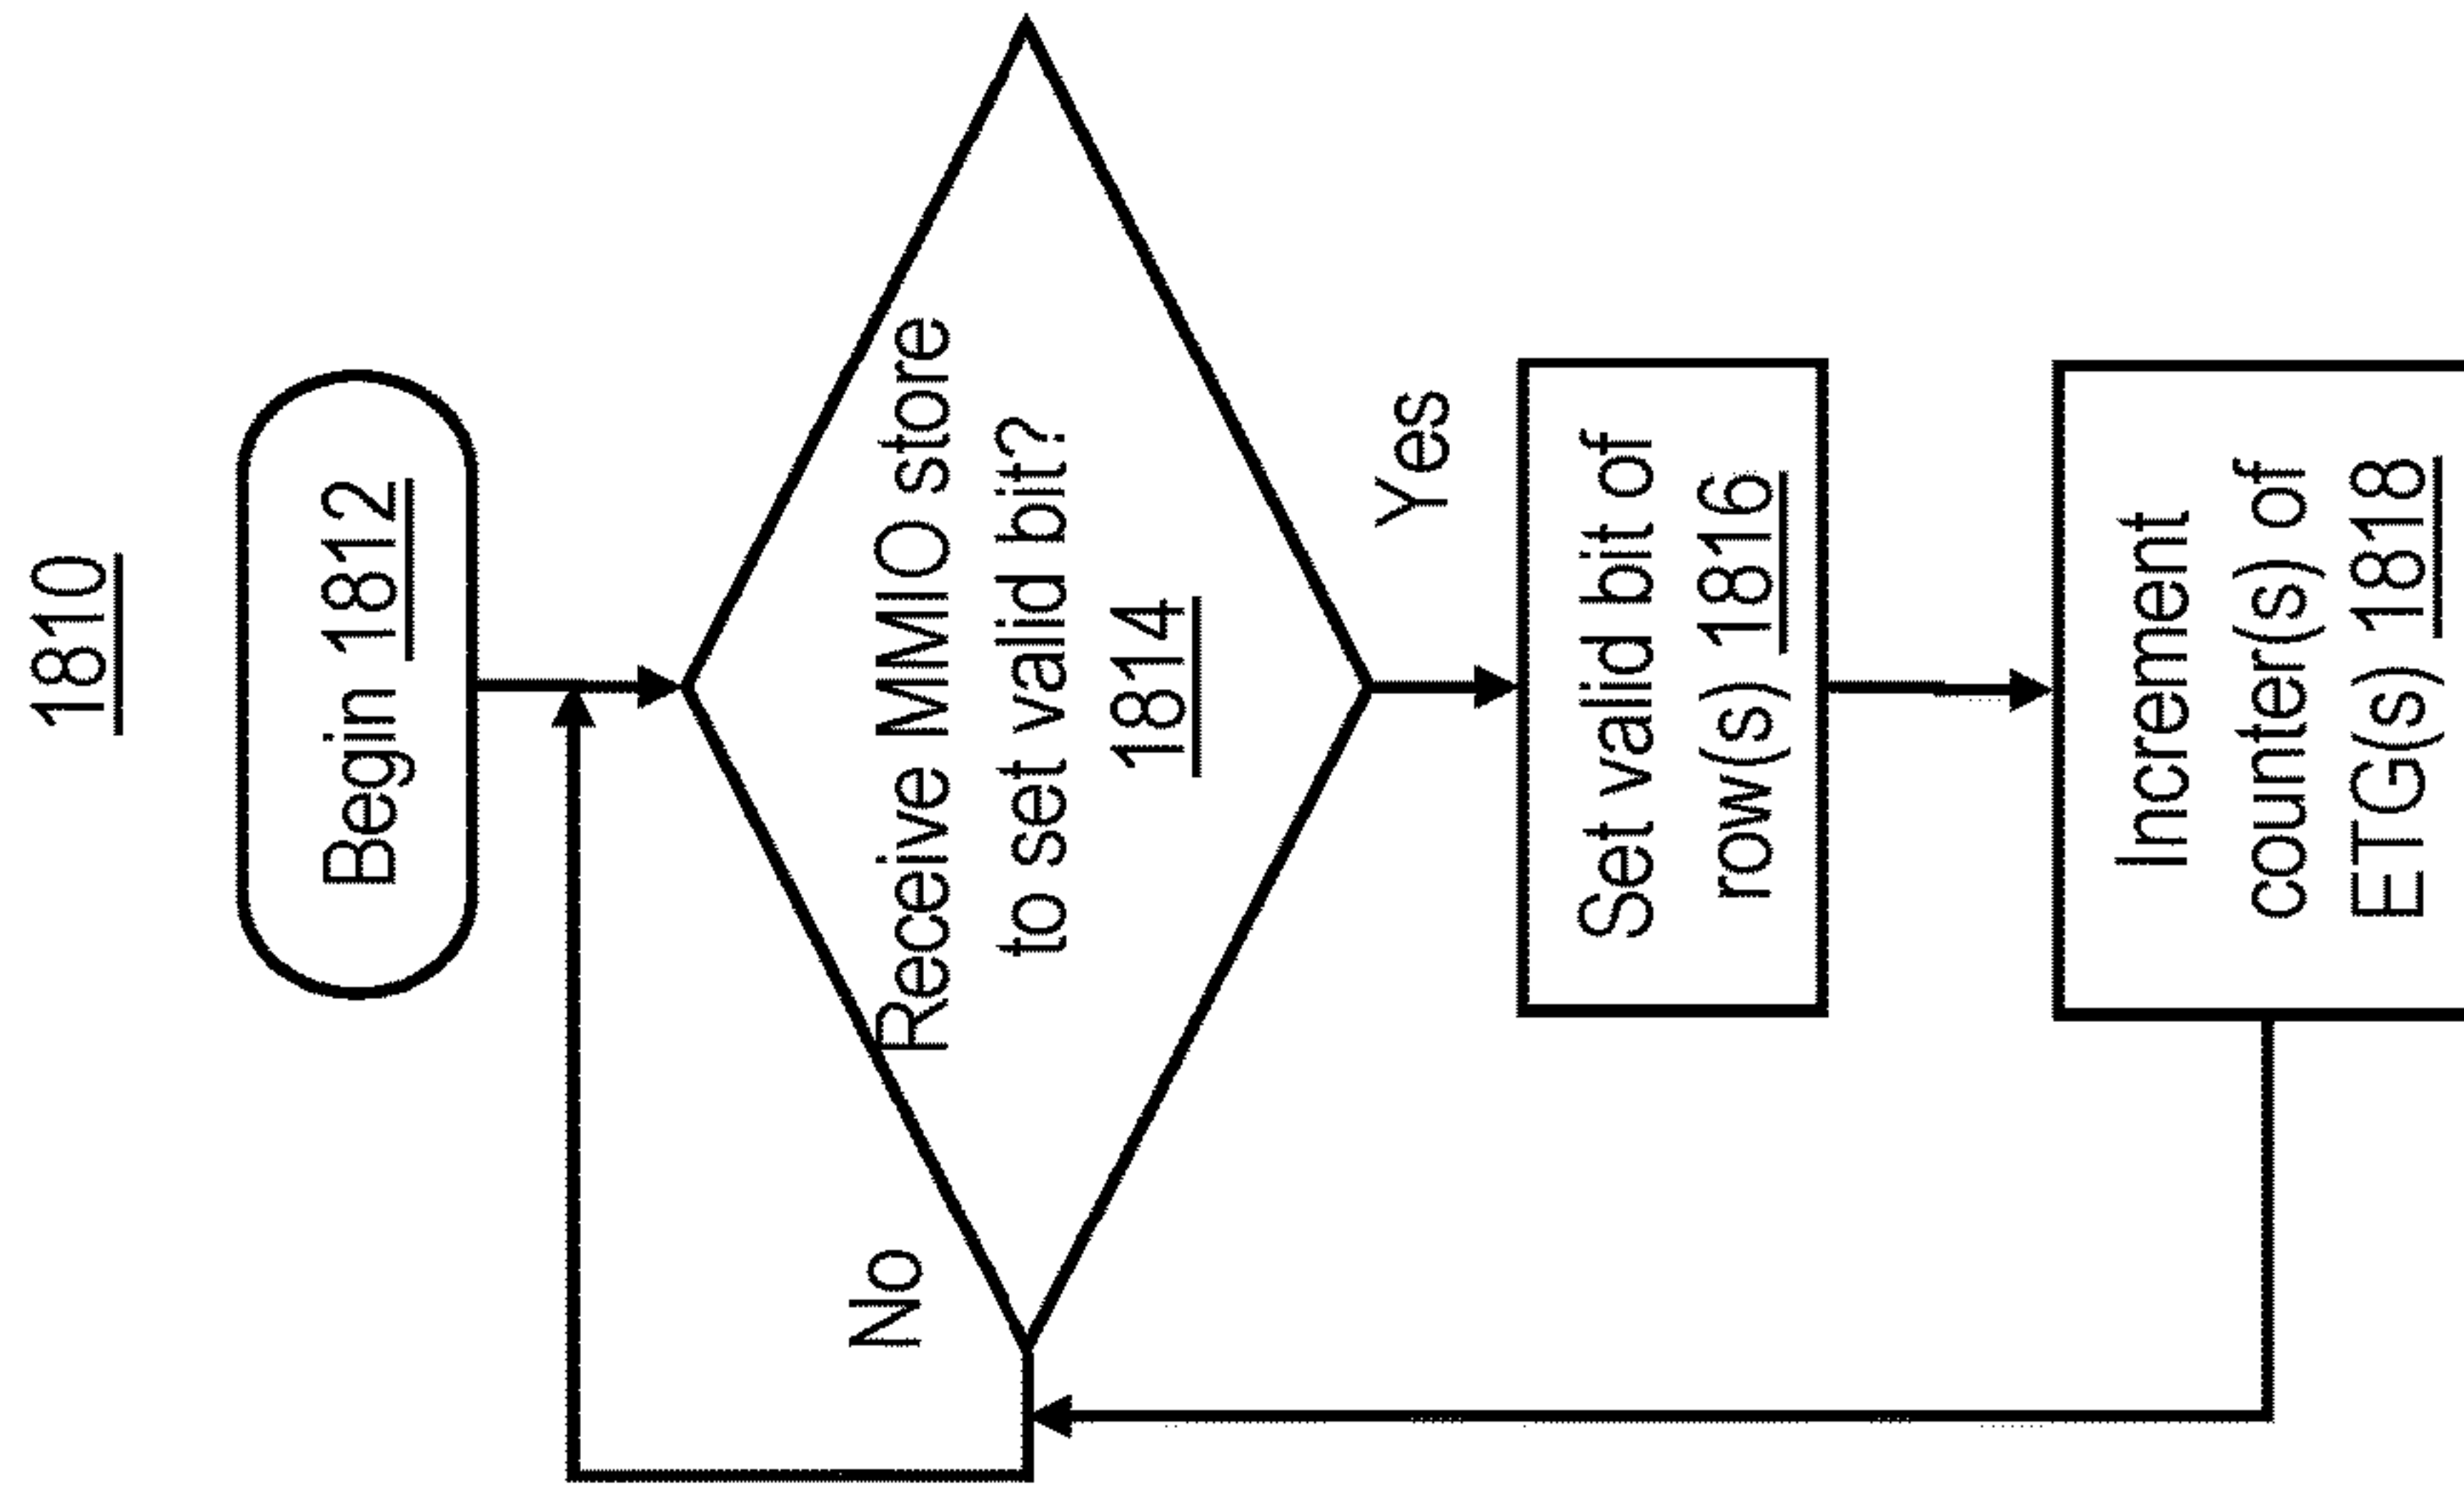 1810
Begin 1812
Receive MMIO store
to set valid bit?
1814
No
Yes
Set valid bit of
row(s) 1816
Increment
counter(s) of
ETG(s) 1818